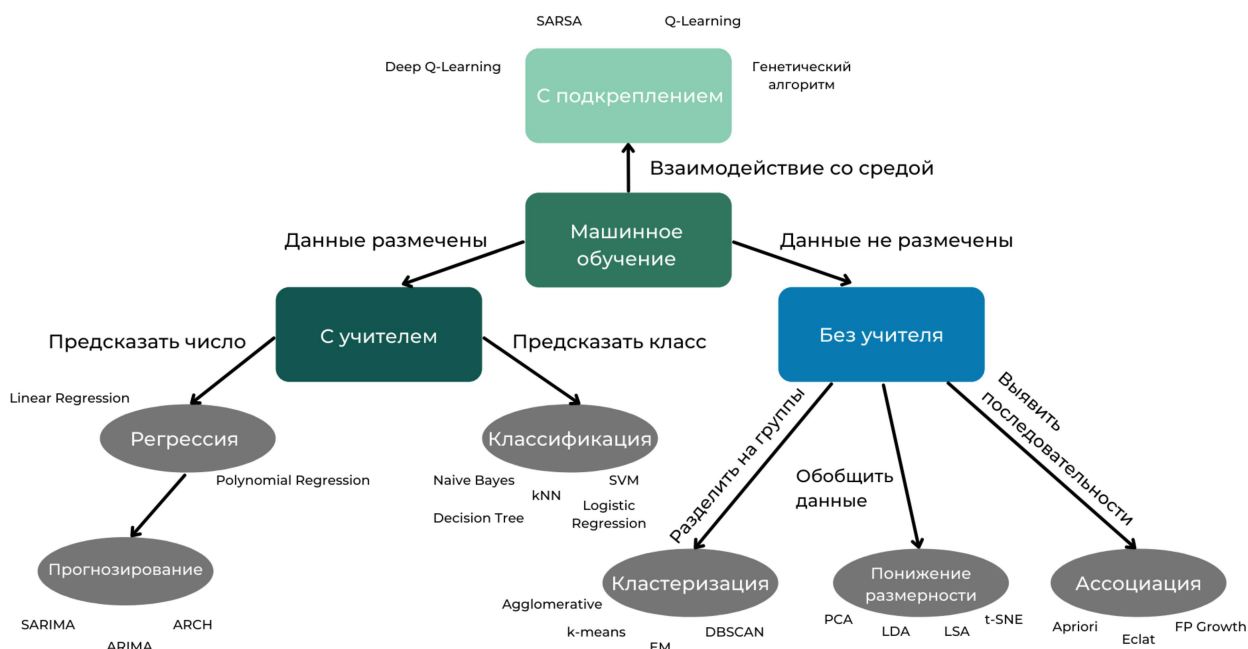 SARSA
Q-Learning
Deep Q-Learning
Генетический
алгоритм
С подкреплением
Взаимодействие со средой
Машинное
обучение
Данные размечены
Данные не размечены
С учителем
Без учителя
Предсказать число
Предсказать класс
Linear Regression
Регрессия
Polynomial Regression
Классификация
Naive Bayes
SVM
kNN
Decision Tree
Logistic
Regression
Разделить на группы
Обобщить
данные
Выявить
последовательности
Прогнозирование
SARIMA
ARCH
ARIMA
Кластеризация
Agglomerative
k-means
DBSCAN
EM
Понижение
размерности
PCA
LDA
LSA
t-SNE
Ассоциация
Apriori
Eclat
FP Growth